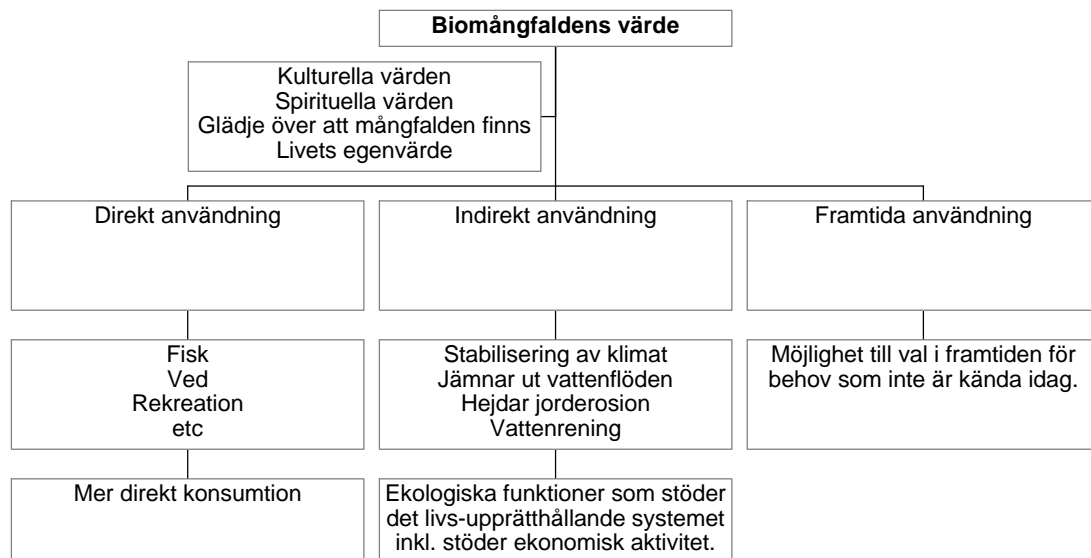 Biomångfaldens värde
Kulturella värden
Spirituella värden
Glädje över att mångfalden finns
Livets egenvärde
Direkt användning
Indirekt användning
Framtida användning
Fisk
Ved
Rekreation
etc
Stabilisering av klimat
Jämnar ut vattenflöden
Hejdar jorderosion
Vattenrening
Möjlighet till val i framtiden för
behov som inte är kända idag.
Mer direkt konsumtion
Ekologiska funktioner som stöder
det livs-upprätthållande systemet
inkl. stöder ekonomisk aktivitet.